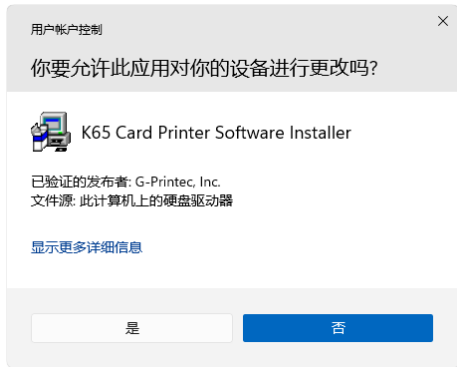 用户帐户控制
你要允许此应用对你的设备进行更改吗?
K65 Card Printer Software Installer
已验证的发布者: G-Printec, Inc.
文件源: 此计算机上的硬盘驱动器
显示更多详细信息
是
否